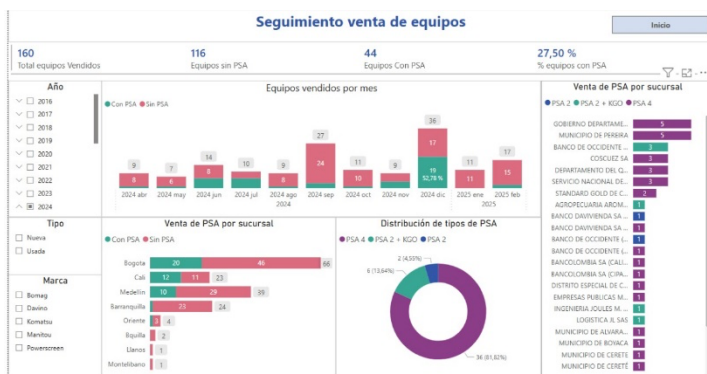 Seguimiento venta de equipos
Inicio
160
Total equipos Vendidos
116
Equipos sin PSA
44
Equipos Con PSA
27,50 %
% equipos con PSA
Año
2016
2017
2018
2019
2020
2021
2022
2023
2024
Tipo
Nueva
Usada
Marca
Bomag
Davino
Komatsu
Manitou
Powerscreen
Equipos vendidos por mes
Con PSA Sin PSA
9 7 14 10 9 27 11 9 36 11 17
8 6 8 8 24 10 17 11 15
19
52,78 %
2024 abr 2024 may 2024 jun 2024 jul 2024 ago 2024 sep 2024 oct 2024 nov 2024 dic 2025 ene 2025 feb
2024 2025
Venta de PSA por sucursal
Con PSA Sin PSA
Bogota 20 46 66
Cali 12 11 23
Medellin 10 29 39
Barranquilla 23 24
Oriente 3 4
Bquilla 2
Llanos 1
Montelibano 1
Distribución de tipos de PSA
PSA 4 PSA 2 + KGO PSA 2
2 (4,55%)
6 (13,64%)
36 (81,82%)
Venta de PSA por sucursal
PSA 2 PSA 2 + KGO PSA 4
GOBIERNO DEPARTAME... 5
MUNICIPIO DE PEREIRA 5
BANCO DE OCCIDENTE ... 3
COSCUEZ SA 3
DEPARTAMENTO DEL Q... 3
SERVICIO NACIONAL DE... 3
STANDARD GOLD DE C... 2
AGROPECUARIA AROM... 1
BANCO DAVIVIENDA SA ... 1
BANCO DAVIVIENDA SA ... 1
BANCO DE OCCIDENTE (... 1
BANCO DE OCCIDENTE (... 1
BANCOLOMBIA SA (CALI... 1
BANCOLOMBIA SA (CIPA... 1
DISTRITO ESPECIAL DE C... 1
EMPRESAS PUBLICAS M... 1
INGENIERIA JOULES M. ... 1
LOGISTICA JL SAS 1
MUNICIPIO DE ALVARA... 1
MUNICIPIO DE BOYACA 1
MUNICIPIO DE CERETE 1
MUNICIPIO DE CERETÉ 1